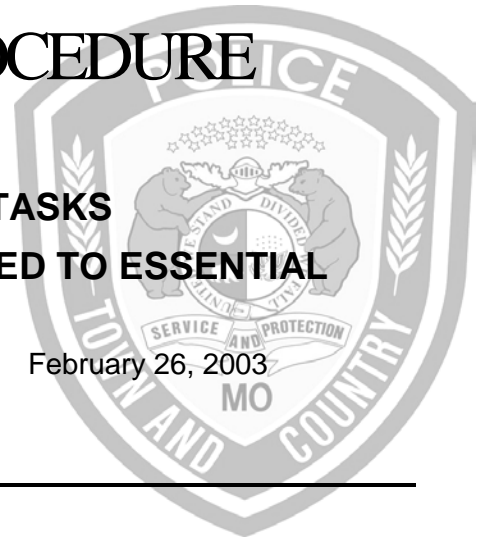 OCEDURE
POLICE
TASKS
ED TO ESSENTIAL
UNITED WE STAND DIVIDED WE FALL
SERVICE AND PROTECTION
February 26, 2003
MO
TOWN AND COUNTRY